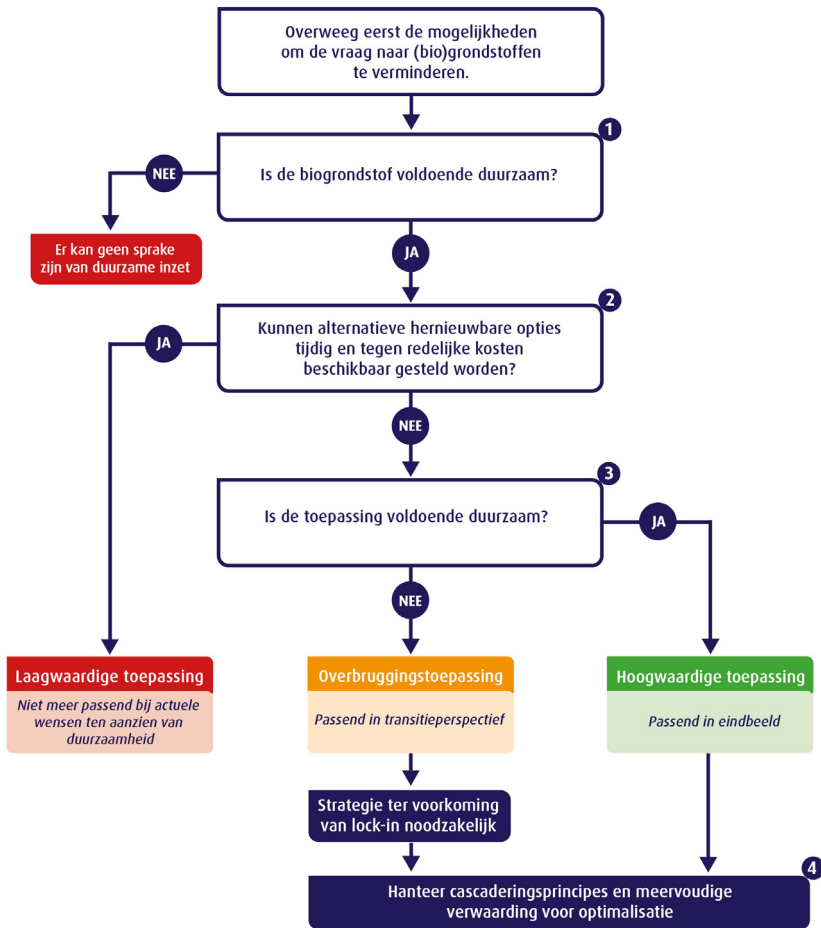 Overweeg eerst de mogelijkheden
om de vraag naar (bio)grondstoffen
te verminderen.
1
Is de biogrondstof voldoende duurzaam?
NEE
Er kan geen sprake
zijn van duurzame inzet
JA
2
Kunnen alternatieve hernieuwbare opties
tijdig en tegen redelijke kosten
beschikbaar gesteld worden?
JA
NEE
3
Is de toepassing voldoende duurzaam?
JA
NEE
Laagwaardige toepassing
Niet meer passend bij actuele
wensen ten aanzien van
duurzaamheid
Overbruggingstoepassing
Passend in transitieperspectief
Hoogwaardige toepassing
Passend in eindbeeld
Strategie ter voorkoming
van lock-in noodzakelijk
4
Hanteer cascaderingsprincipes en meervoudige
verwaarding voor optimalisatie